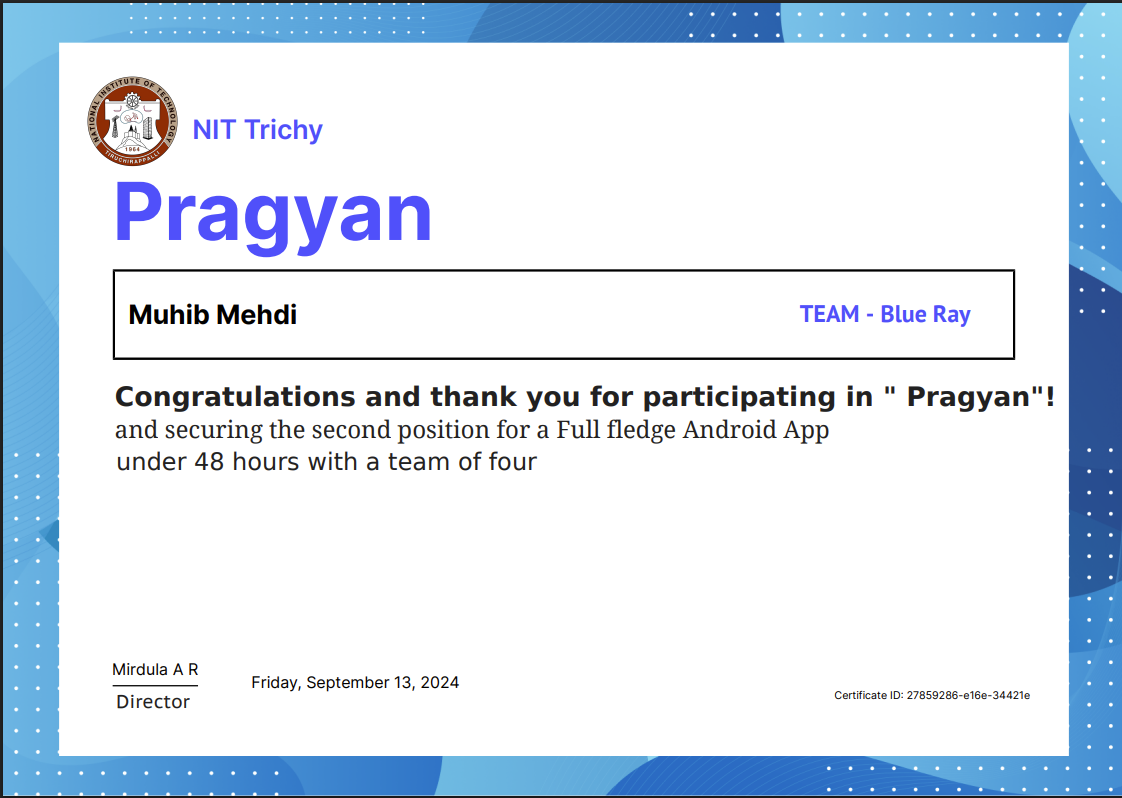 NATIONAL INSTITUTE OF TECHNOLOGY
1964
TIRUCHIRAPPALLI
NIT Trichy
Pragyan
Muhib Mehdi
TEAM - Blue Ray
Congratulations and thank you for participating in " Pragyan"!
and securing the second position for a Full fledge Android App
under 48 hours with a team of four
Mirdula A R
Director
Friday, September 13, 2024
Certificate ID: 27859286-e16e-34421e